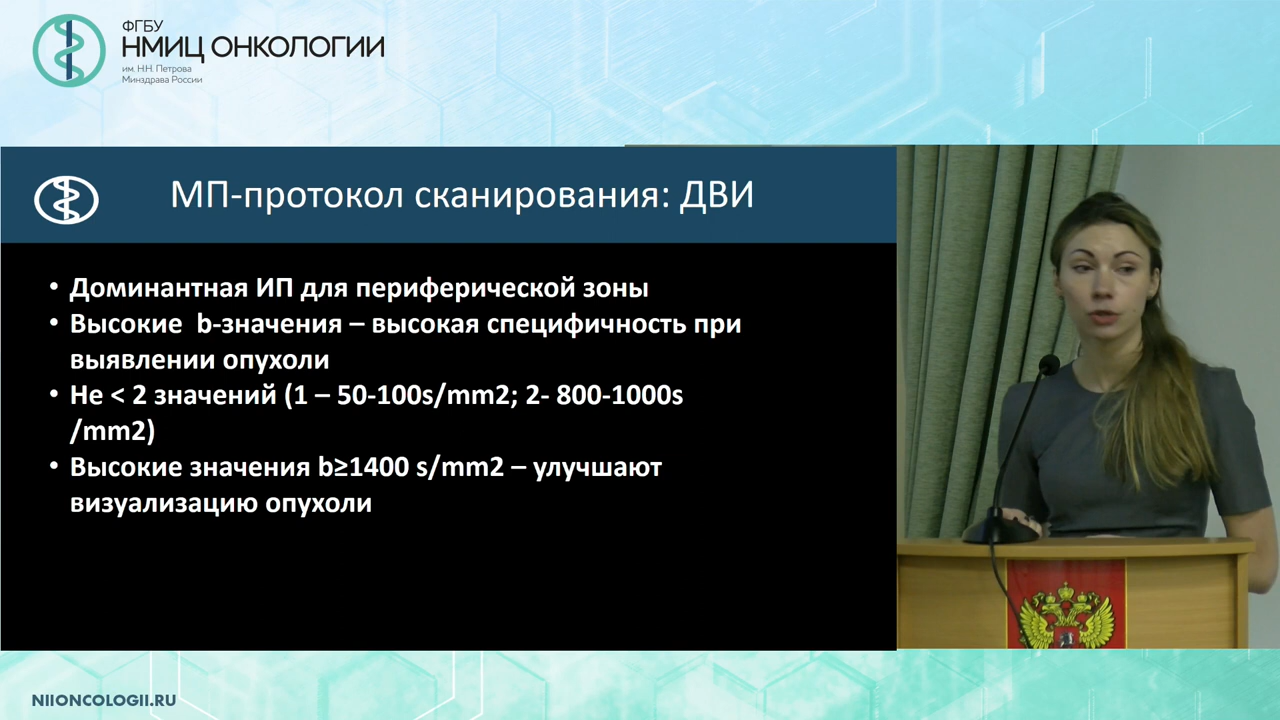 ФГБУ
НМИЦ ОНКОЛОГИИ
им. Н.Н. Петрова
Минздрава России
МП-протокол сканирования: ДВИ
• Доминантная ИП для периферической зоны
• Высокие b-значения – высокая специфичность при
выявлении опухоли
• Не < 2 значений (1 – 50-100s/mm2; 2- 800-1000s
/mm2)
• Высокие значения b≥1400 s/mm2 – улучшают
визуализацию опухоли
NIIONCOLOGII.RU